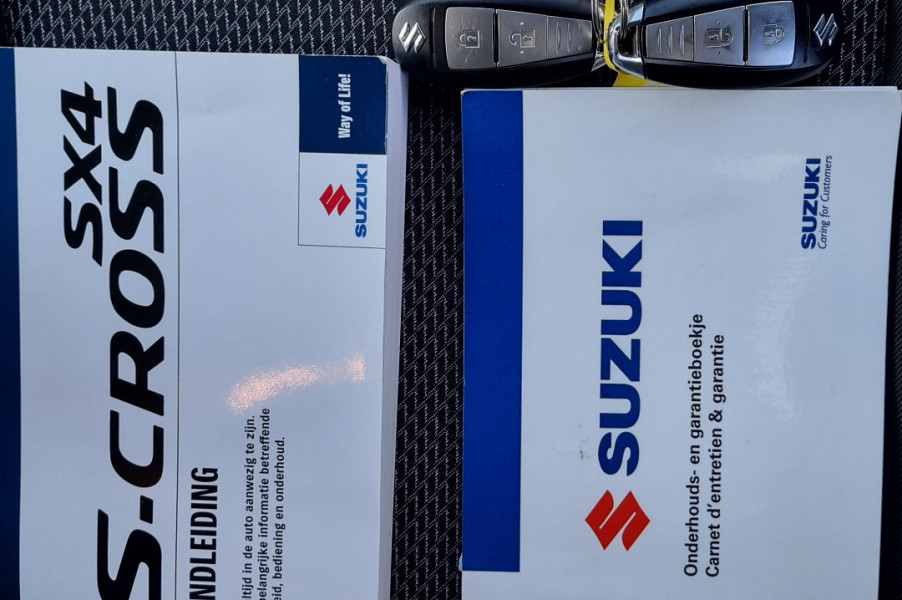 SX4
S.CROSS
NDLEIDING
ltijd in de auto aanwezig te zijn.
elangrijke informatie betreffende
eid, bediening en onderhoud.
Way of Life!
SUZUKI
SUZUKI
Onderhouds- en garantieboekje
Carnet d'entretien & garantie
SUZUKI
Caring for Customers